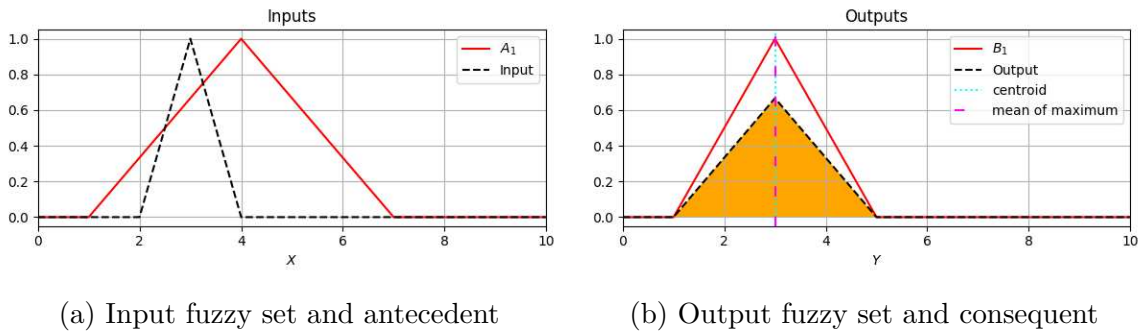 Inputs
1.0
0.8
0.6
0.4
0.2
0.0
0 2 4 6 8 10
X
A₁
Input
(a) Input fuzzy set and antecedent
Outputs
1.0
0.8
0.6
0.4
0.2
0.0
0 2 4 6 8 10
Y
B₁
Output
centroid
mean of maximum
(b) Output fuzzy set and consequent